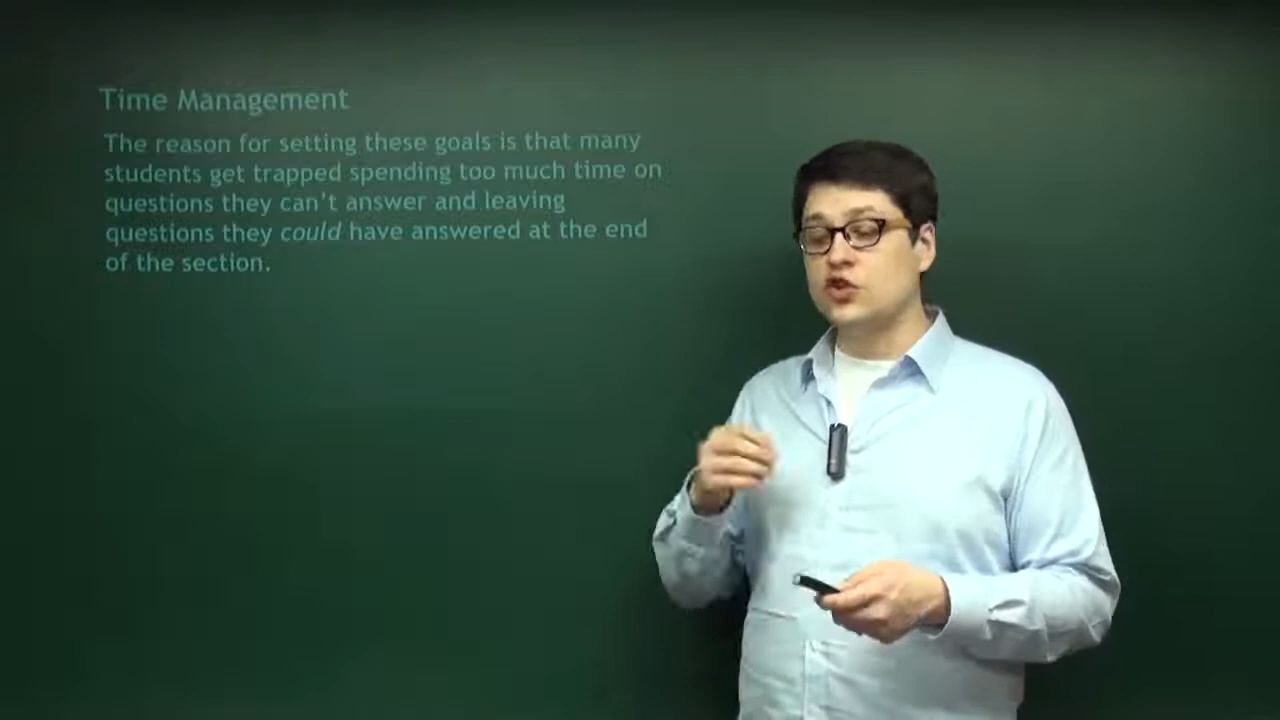 Time Management
The reason for setting these goals is that many
students get trapped spending too much time on
questions they can't answer and leaving
questions they could have answered at the end
of the section.